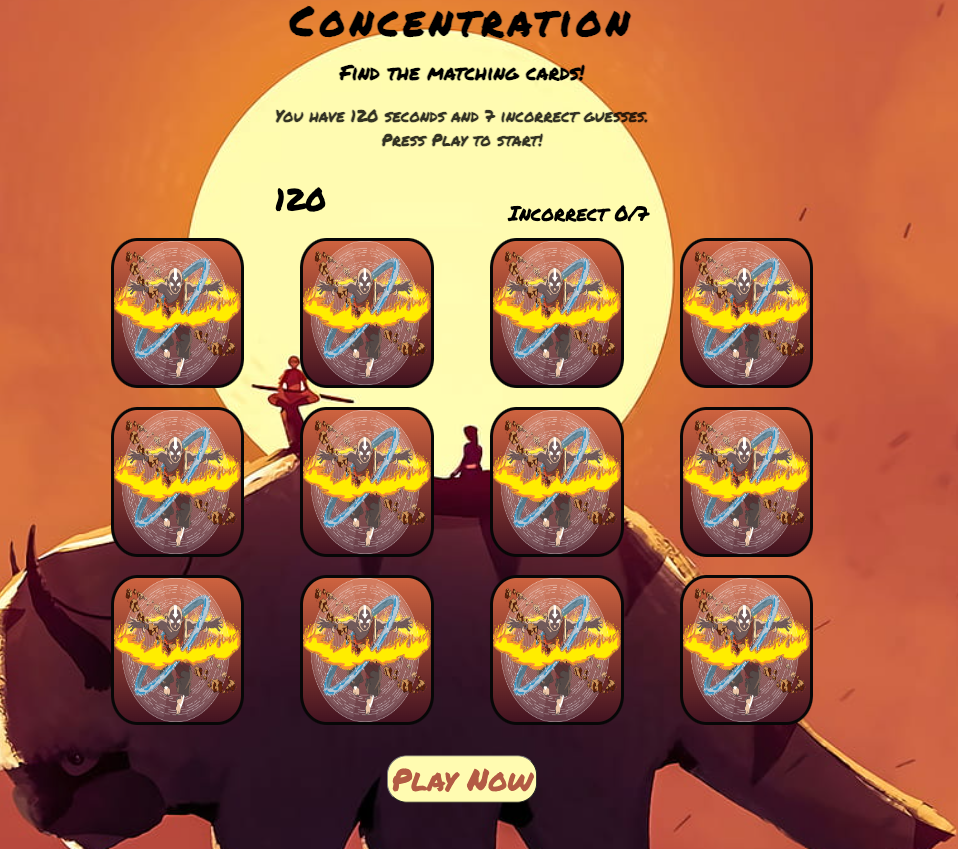 Concentration
Find the matching cards!
You have 120 seconds and 7 incorrect guesses.
Press Play to start!
120
Incorrect 0/7
Play Now